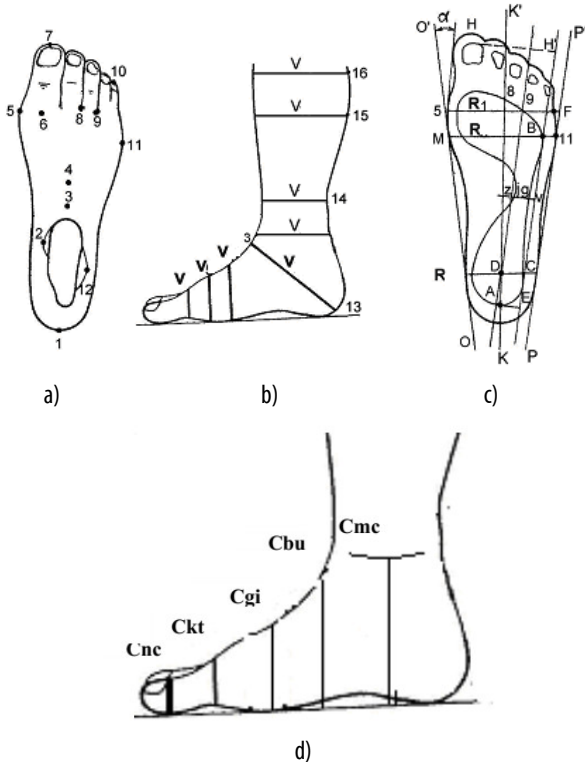 7
10
5
6
8
9
11
4
3
2
12
1
a)
V
16
V
15
V
14
V
3
V
V
V
V
13
b)
O'
α
H
K'
H'
P'
8
9
5
R1
F
M
R
B
11
z
j
g
v
R
D
C
A
E
O
K
P
c)
Cmc
Cbu
Cgi
Ckt
Cnc
d)